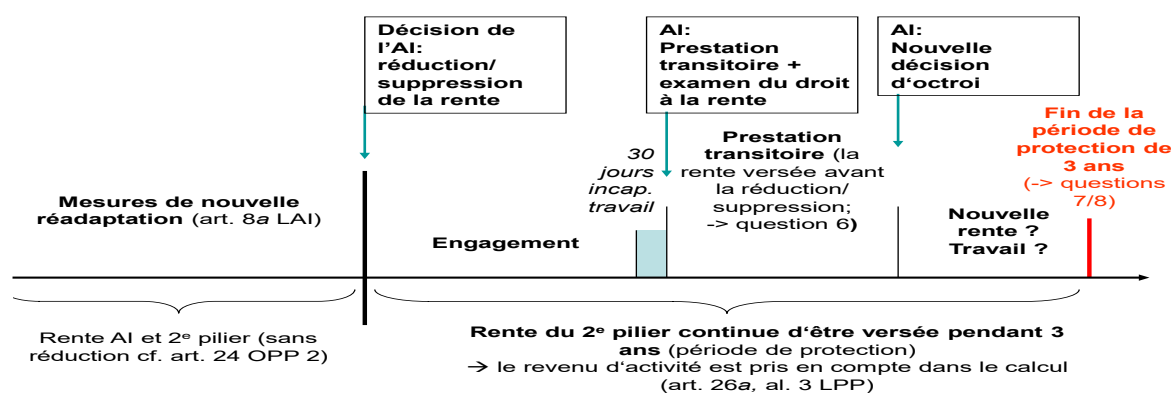 Décision de
l'AI:
réduction/
suppression
de la rente
AI:
Prestation
transitoire +
examen du droit
à la rente
AI:
Nouvelle
décision
d'octroi
Mesures de nouvelle
réadaptation (art. 8a LAI)
Engagement
30
jours
incap.
travail
Prestation
transitoire (la
rente versée avant
la réduction/
suppression;
-> question 6)
Nouvelle
rente ?
Travail ?
Fin de la
période de
protection de
3 ans
(-> questions
7/8)
Rente AI et 2e pilier (sans
réduction cf. art. 24 OPP 2)
Rente du 2e pilier continue d'être versée pendant 3
ans (période de protection)
→ le revenu d'activité est pris en compte dans le calcul
(art. 26a, al. 3 LPP)